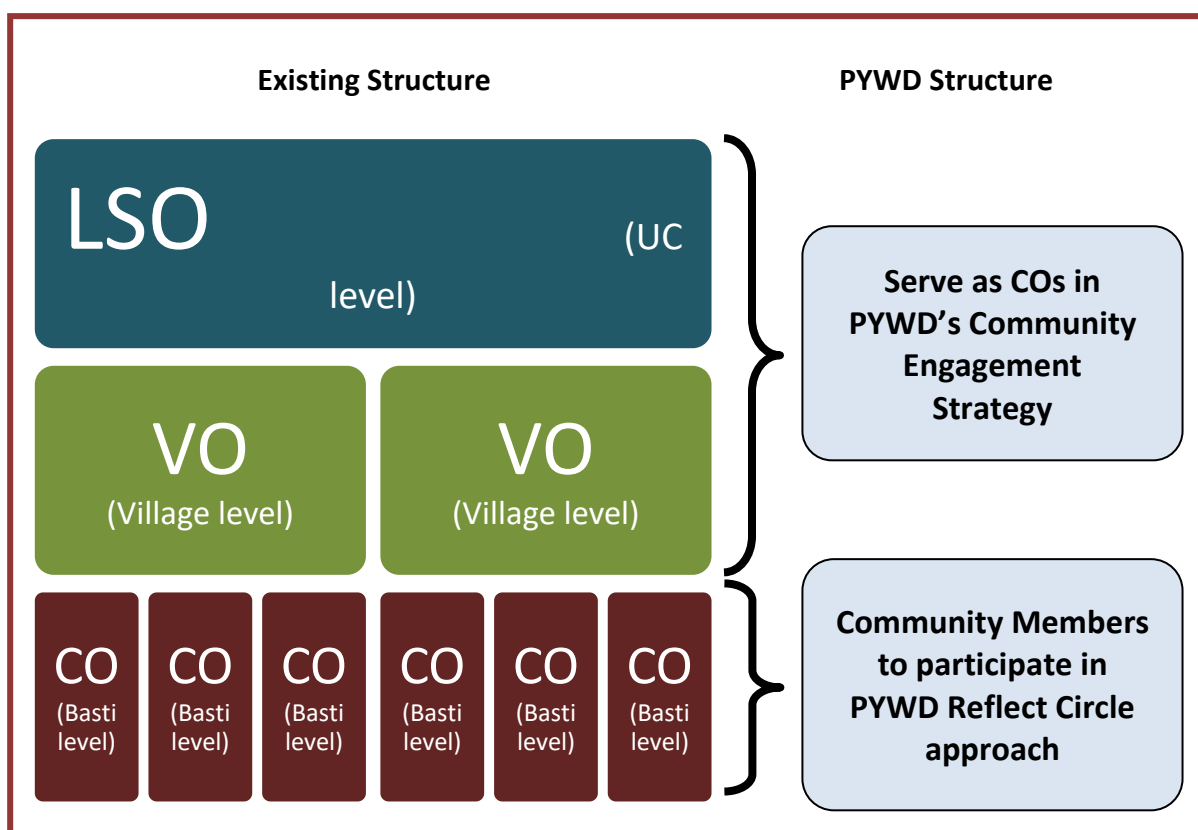 Existing Structure
PYWD Structure
LSO (UC
level)
Serve as COs in
PYWD’s Community
Engagement
Strategy
VO
(Village level)
VO
(Village level)
CO
(Basti
level)
CO
(Basti
level)
CO
(Basti
level)
CO
(Basti
level)
CO
(Basti
level)
CO
(Basti
level)
Community Members
to participate in
PYWD Reflect Circle
approach